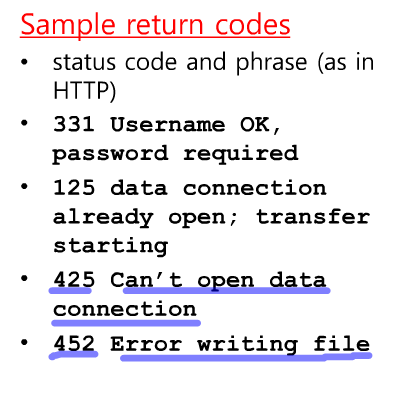 Sample return codes
• status code and phrase (as in
HTTP)
• 331 Username OK,
password required
• 125 data connection
already open; transfer
starting
• 425 Can’t open data
connection
• 452 Error writing file